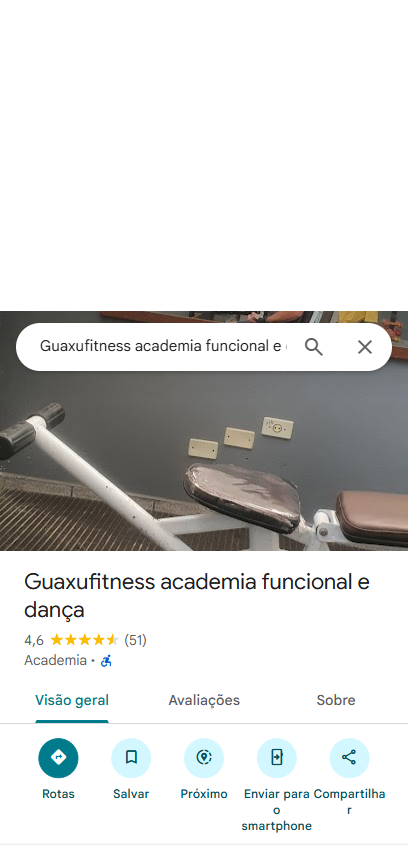 Guaxufitness academia funcional e
Guaxufitness academia funcional e
dança
4,6 (51)
Academia •
Visão geral Avaliações Sobre
Rotas Salvar Próximo Enviar para o smartphone Compartilhar